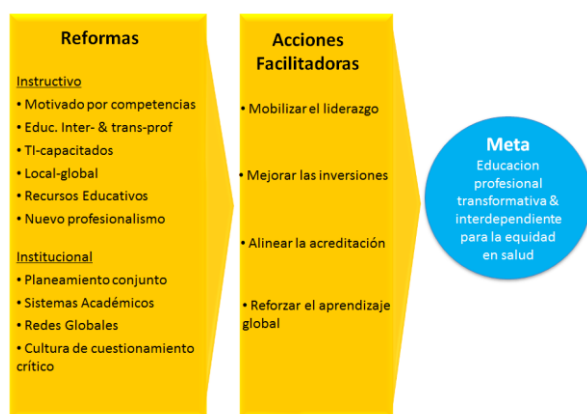 Reformas
Instructivo
• Motivado por competencias
• Educ. Inter- & trans-prof
• TI-capacitados
• Local-global
• Recursos Educativos
• Nuevo profesionalismo
Institucional
• Planeamiento conjunto
• Sistemas Académicos
• Redes Globales
• Cultura de cuestionamiento
crítico
Acciones
Facilitadoras
• Mobilizar el liderazgo
• Mejorar las inversiones
• Alinear la acreditación
• Reforzar el aprendizaje
global
Meta
Educacion
profesional
transformativa &
interdependiente
para la equidad
en salud